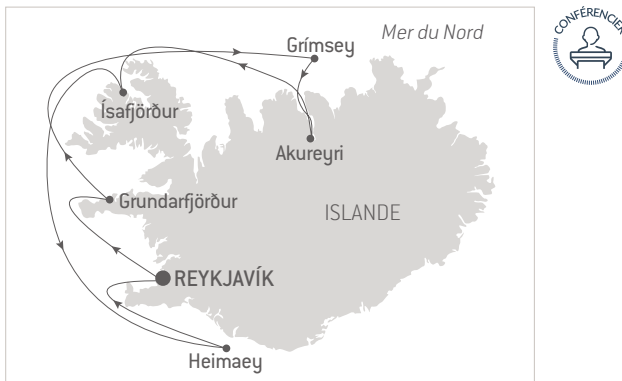 Mer du Nord
CONFÉRENCIER
Grímsey
Ísafjörður
Akureyri
Grundarfjörður
ISLANDE
REYKJAVÍK
Heimaey